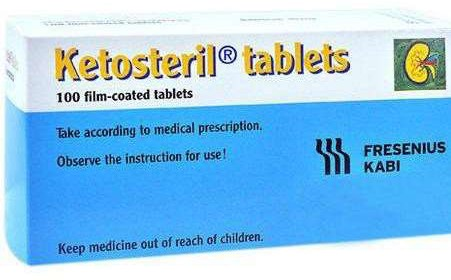 Ketosteril® tablets
100 film-coated tablets
Take according to medical prescription.
Observe the instruction for use!
FRESENIUS
KABI
Keep medicine out of reach of children.